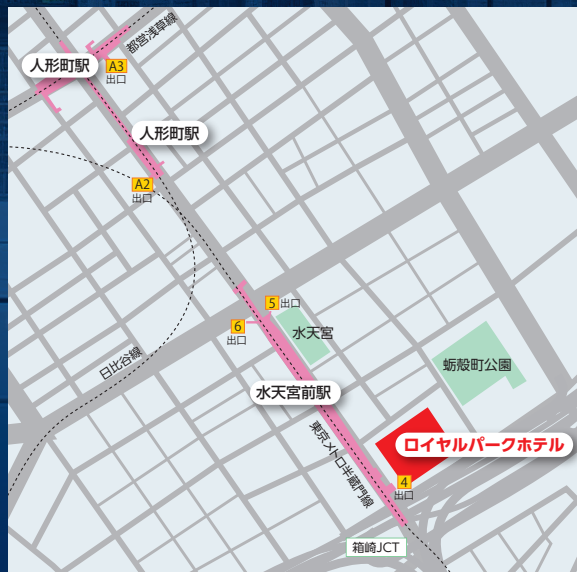 都営浅草線
人形町駅
A3
出口
人形町駅
A2
出口
5 出口
6
出口
水天宮
日比谷線
蛎殻町公園
水天宮前駅
東京メトロ半蔵門線
ロイヤルパークホテル
4
出口
箱崎JCT